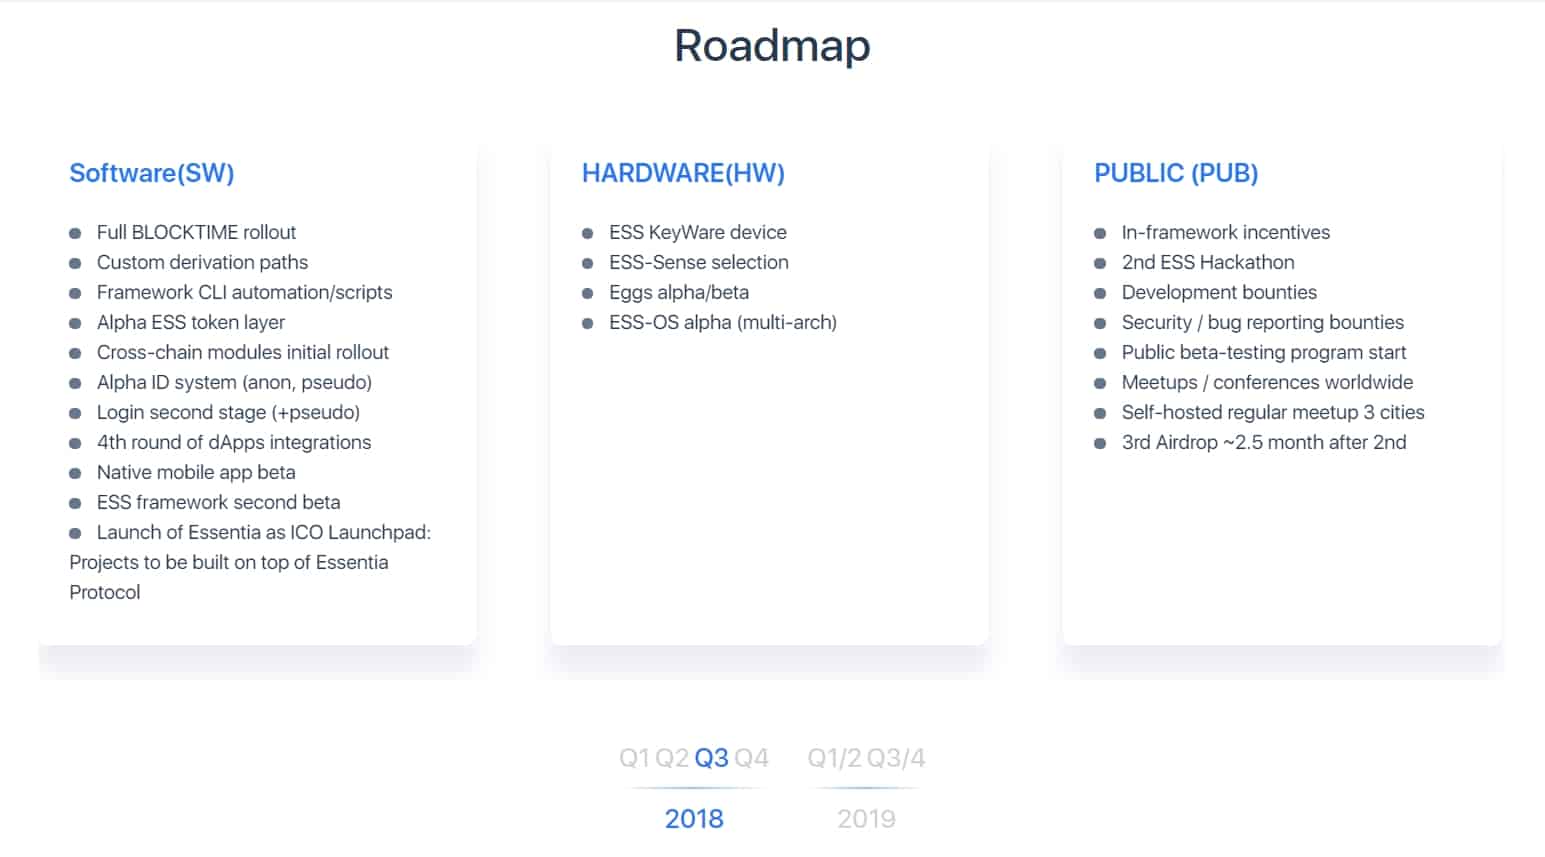 Roadmap
Software(SW)
Full BLOCKTIME rollout
Custom derivation paths
Framework CLI automation/scripts
Alpha ESS token layer
Cross-chain modules initial rollout
Alpha ID system (anon, pseudo)
Login second stage (+pseudo)
4th round of dApps integrations
Native mobile app beta
ESS framework second beta
Launch of Essentia as ICO Launchpad:
Projects to be built on top of Essentia
Protocol
HARDWARE(HW)
ESS KeyWare device
ESS-Sense selection
Eggs alpha/beta
ESS-OS alpha (multi-arch)
PUBLIC (PUB)
In-framework incentives
2nd ESS Hackathon
Development bounties
Security / bug reporting bounties
Public beta-testing program start
Meetups / conferences worldwide
Self-hosted regular meetup 3 cities
3rd Airdrop ~2.5 month after 2nd
Q1 Q2 Q3 Q4
2018
Q1/2 Q3/4
2019